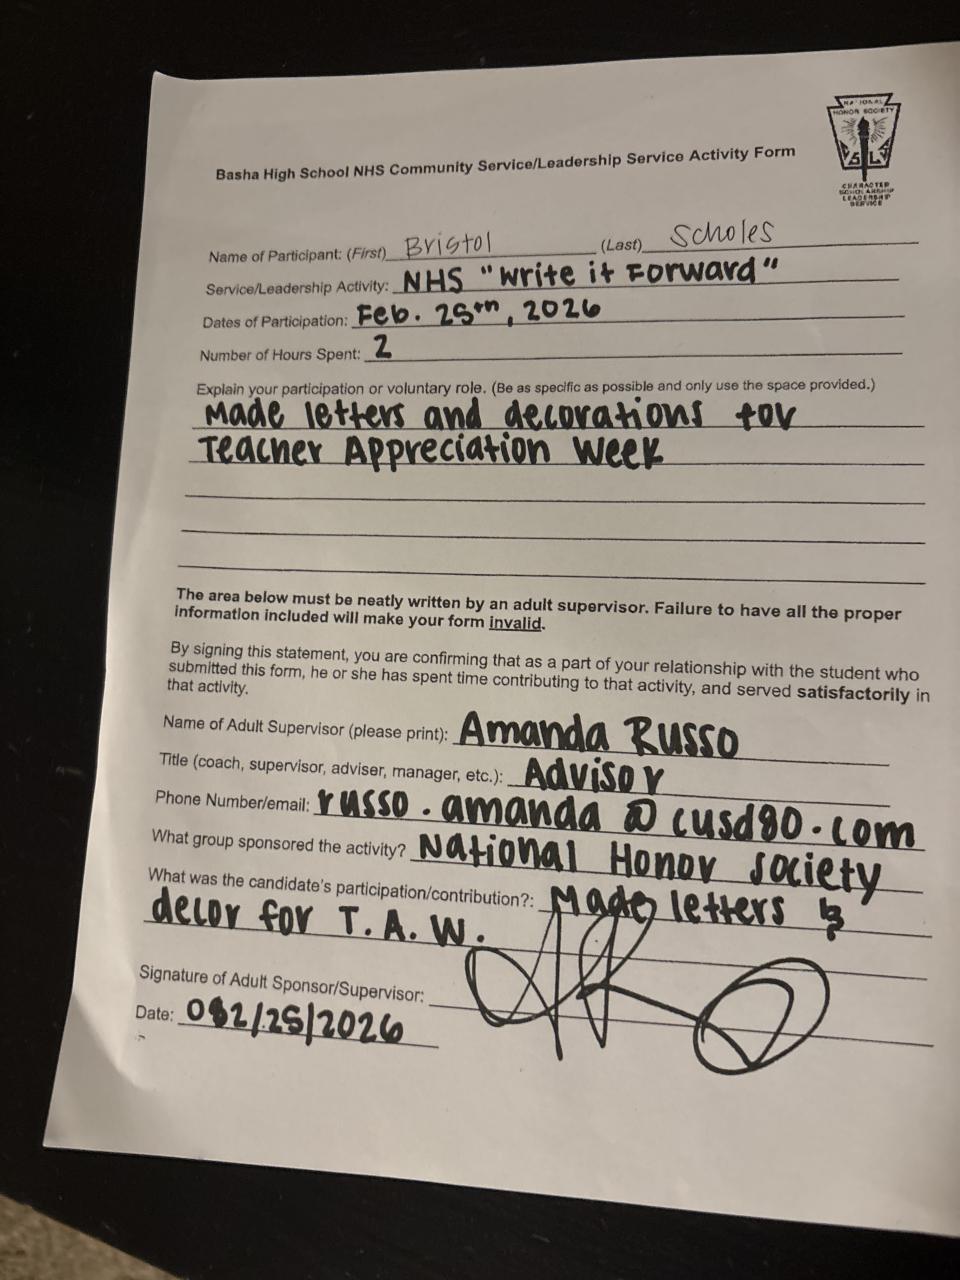 NATIONAL
HONOR SOCIETY
CHARACTER
SCHOLARSHIP
LEADERSHIP
SERVICE
Basha High School NHS Community Service/Leadership Service Activity Form
Name of Participant: (First) Bristol (Last) Scholes
Service/Leadership Activity: NHS "Write it Forward"
Dates of Participation: Feb. 25th, 2026
Number of Hours Spent: 2
Explain your participation or voluntary role. (Be as specific as possible and only use the space provided.)
Made letters and decorations for
Teacher Appreciation Week
The area below must be neatly written by an adult supervisor. Failure to have all the proper
information included will make your form invalid.
By signing this statement, you are confirming that as a part of your relationship with the student who
submitted this form, he or she has spent time contributing to that activity, and served satisfactorily in
that activity.
Name of Adult Supervisor (please print): Amanda Russo
Title (coach, supervisor, adviser, manager, etc.): Advisor
Phone Number/email: russo.amanda@cusd80.com
What group sponsored the activity? National Honor Society
What was the candidate's participation/contribution?: Made letters &
decor for T.A.W.
Signature of Adult Sponsor/Supervisor:
Date: 02/25/2026